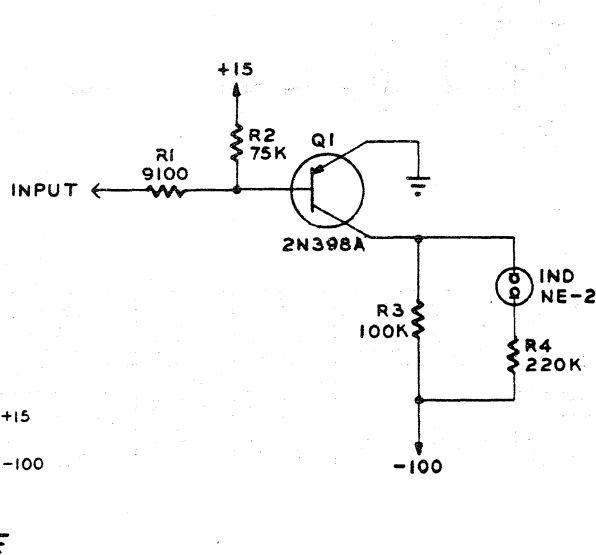 +15
R2
75K
R1
9100
Q1
INPUT
2N398A
IND
NE-2
R3
100K
R4
220K
+15
-100
-100